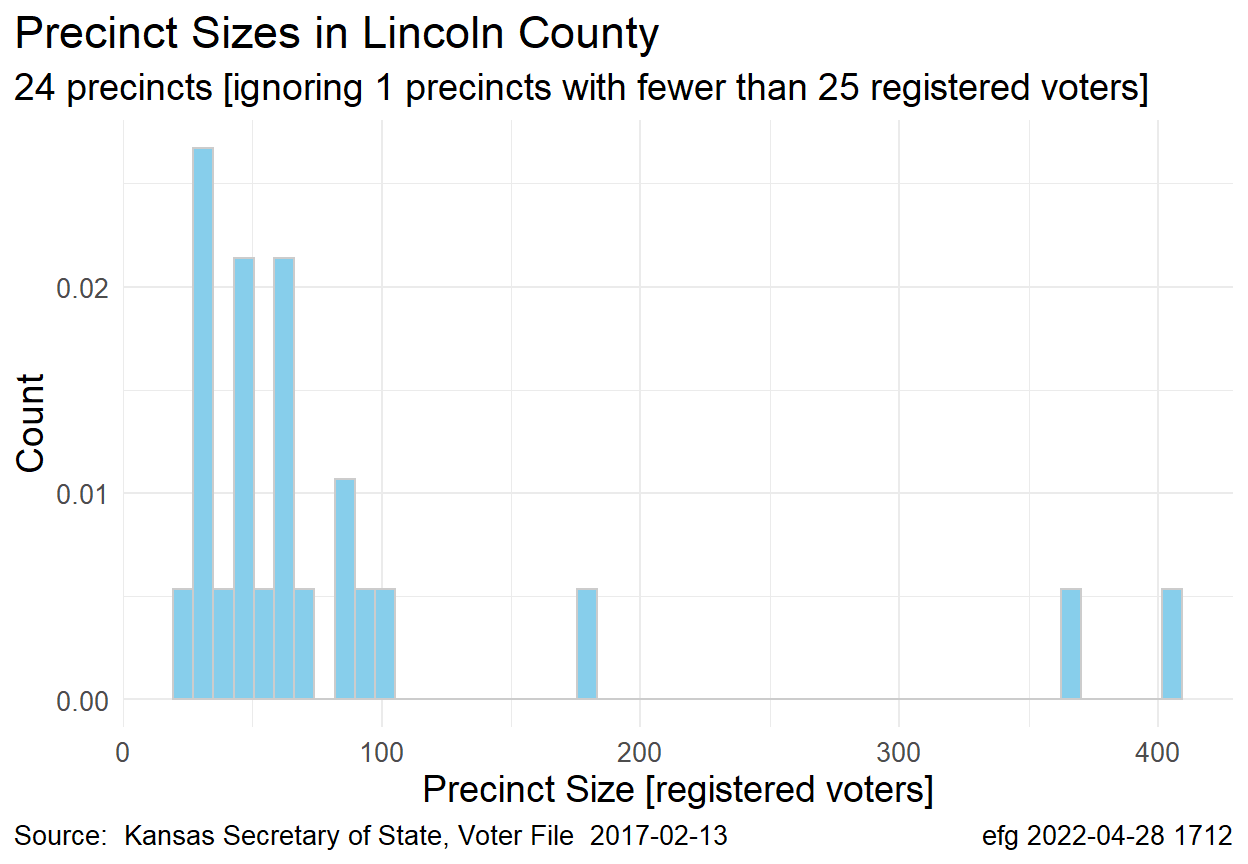 Precinct Sizes in Lincoln County
24 precincts [ignoring 1 precincts with fewer than 25 registered voters]
Count
0.02
0.01
0.00
0 100 200 300 400
Precinct Size [registered voters]
Source:  Kansas Secretary of State, Voter File  2017-02-13
efg 2022-04-28 1712